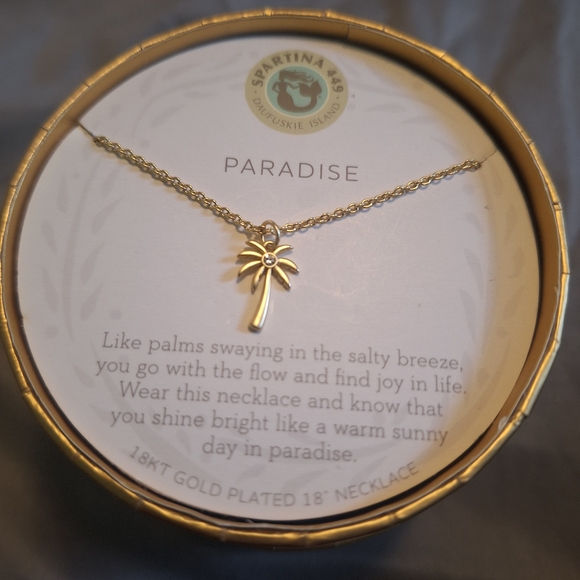 SPARTINA 449
DAUFUSKIE ISLAND
PARADISE
Like palms swaying in the salty breeze,
you go with the flow and find joy in life.
Wear this necklace and know that
you shine bright like a warm sunny
day in paradise.
18KT GOLD PLATED 18" NECKLACE